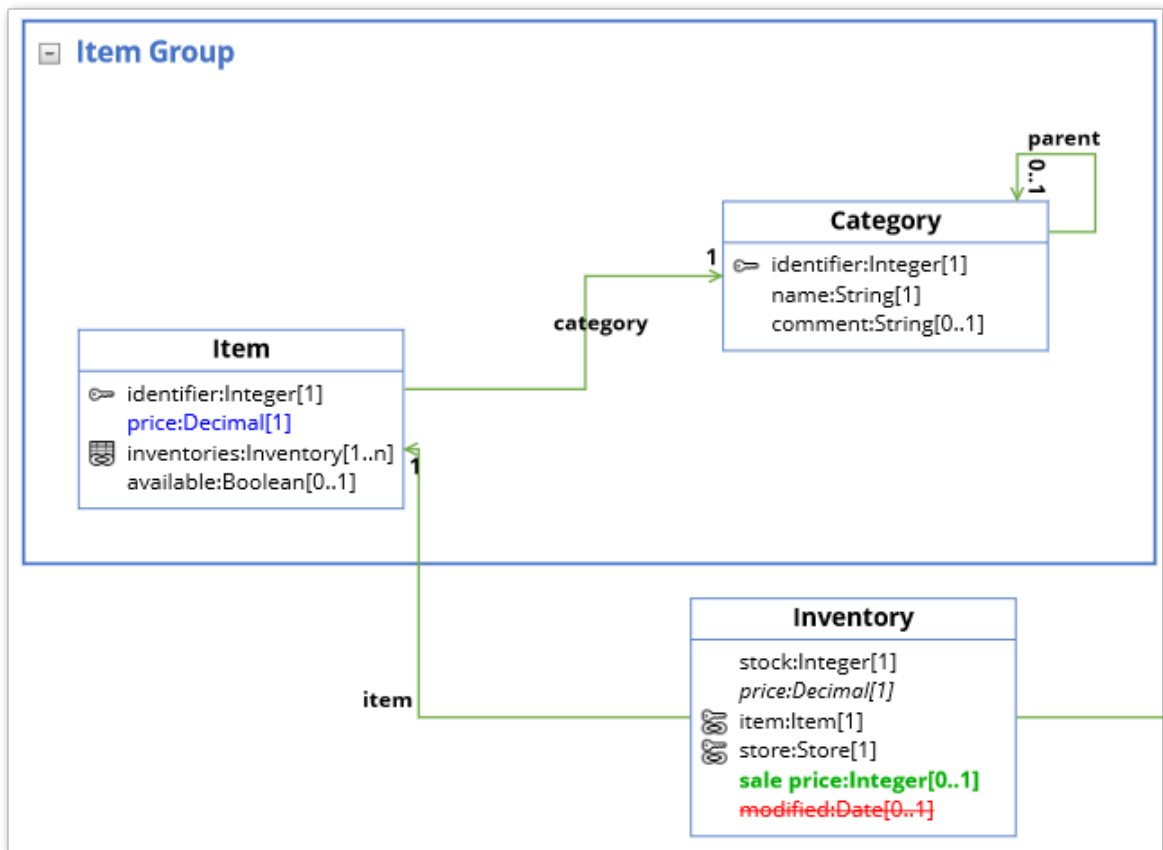 Item Group
parent
0..1
Category
identifier:Integer[1]
name:String[1]
comment:String[0..1]
1
category
Item
identifier:Integer[1]
price:Decimal[1]
inventories:Inventory[1..n]
available:Boolean[0..1]
1
item
Inventory
stock:Integer[1]
price:Decimal[1]
item:Item[1]
store:Store[1]
sale price:Integer[0..1]
modified:Date[0..1]